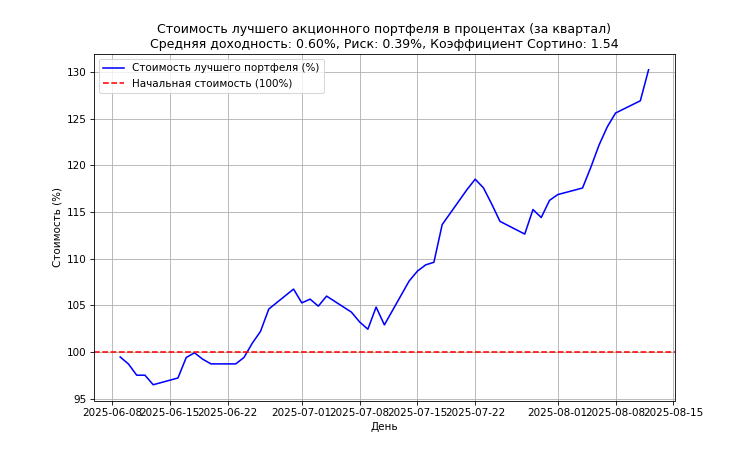 Стоимость лучшего акционного портфеля в процентах (за квартал)
Средняя доходность: 0.60%, Риск: 0.39%, Коэффициент Сортино: 1.54
Стоимость лучшего портфеля (%)
Начальная стоимость (100%)
Стоимость (%)
130
125
120
115
110
105
100
95
2025-06-08 2025-06-15 2025-06-22 2025-07-01 2025-07-08 2025-07-15 2025-07-22 2025-08-01 2025-08-08 2025-08-15
День